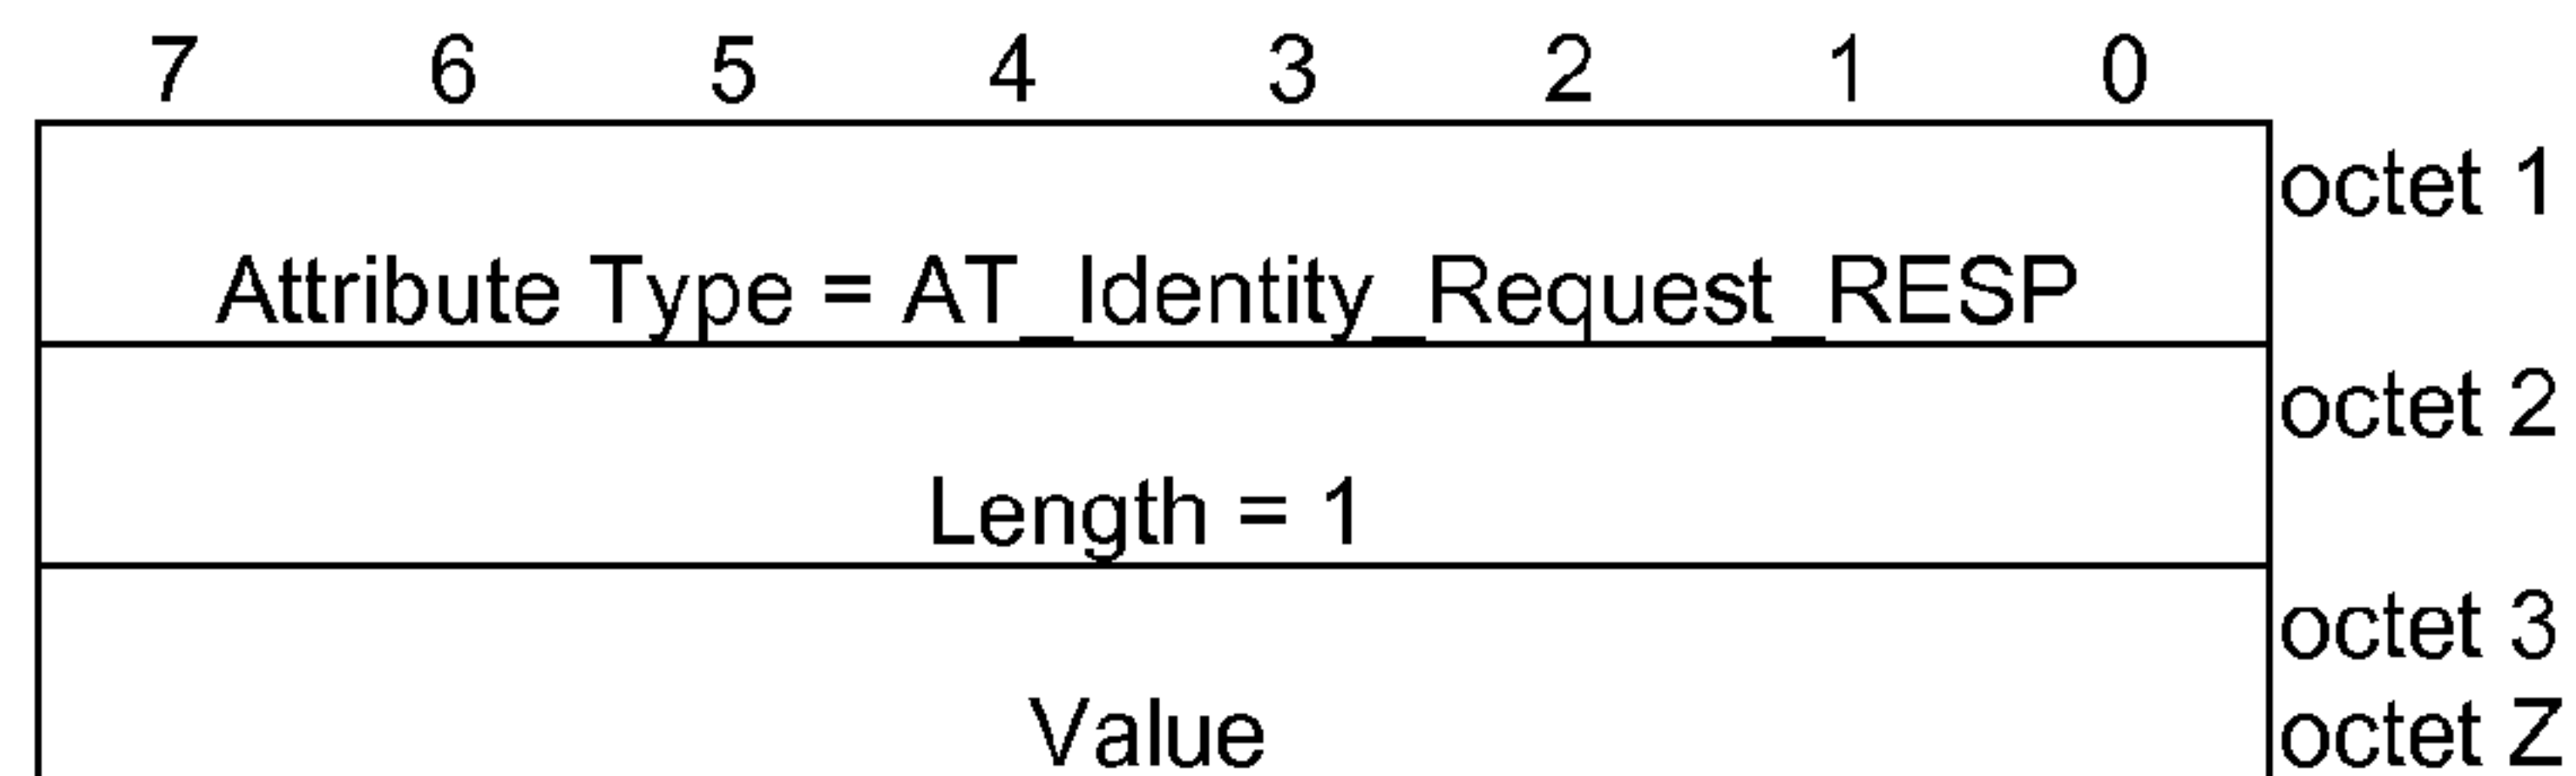 7 6 5 4 3 2 1 0
octet 1
Attribute Type = AT_Identity_Request_RESP
octet 2
Length = 1
octet 3
Value octet Z